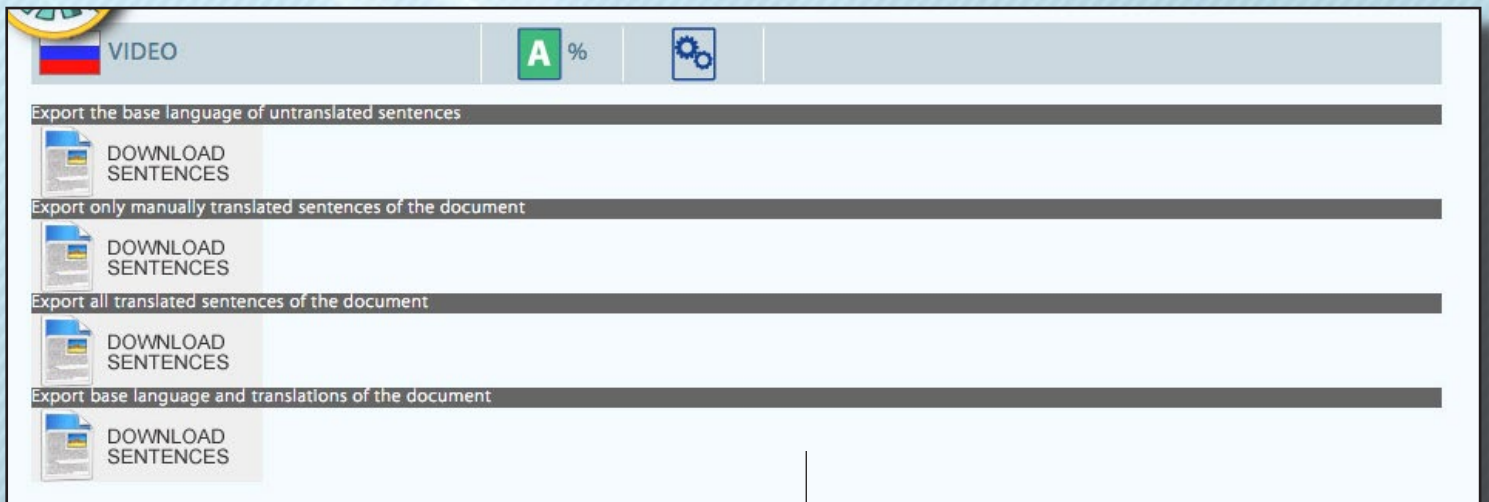 VIDEO
A %
Export the base language of untranslated sentences
DOWNLOAD
SENTENCES
Export only manually translated sentences of the document
DOWNLOAD
SENTENCES
Export all translated sentences of the document
DOWNLOAD
SENTENCES
Export base language and translations of the document
DOWNLOAD
SENTENCES